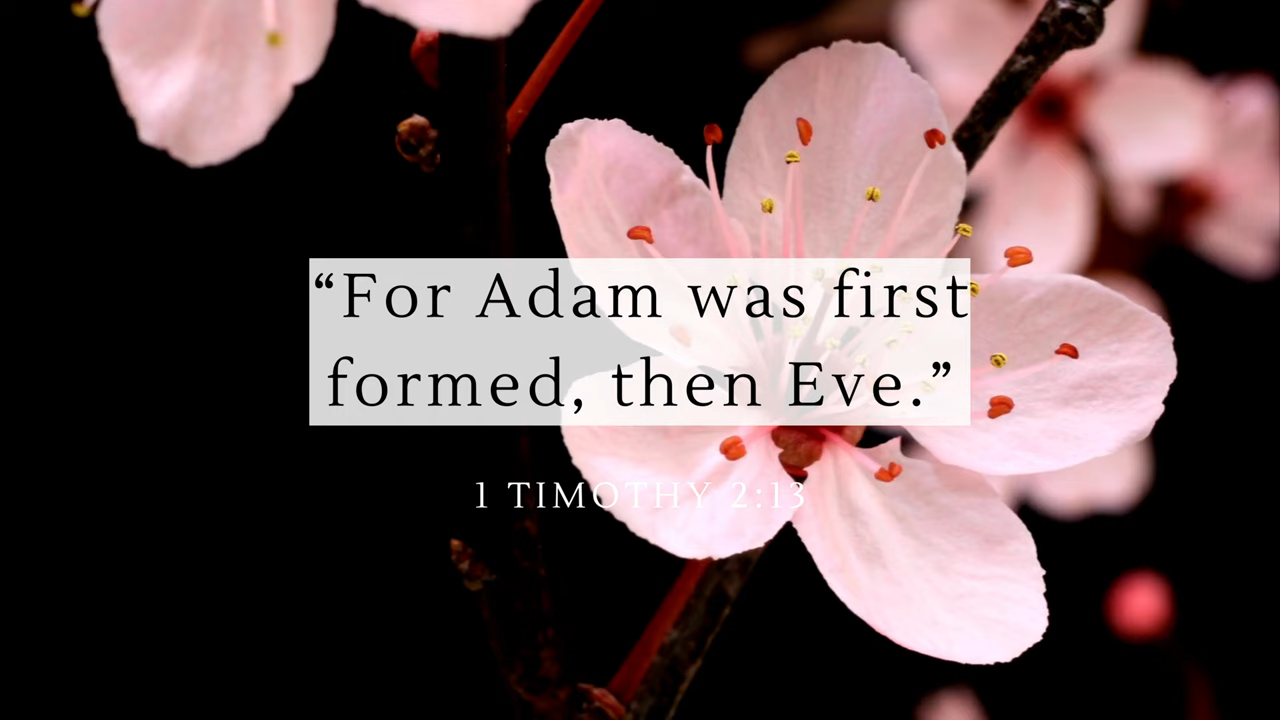 “For Adam was first
formed, then Eve.”
1 TIMOTHY 2:13